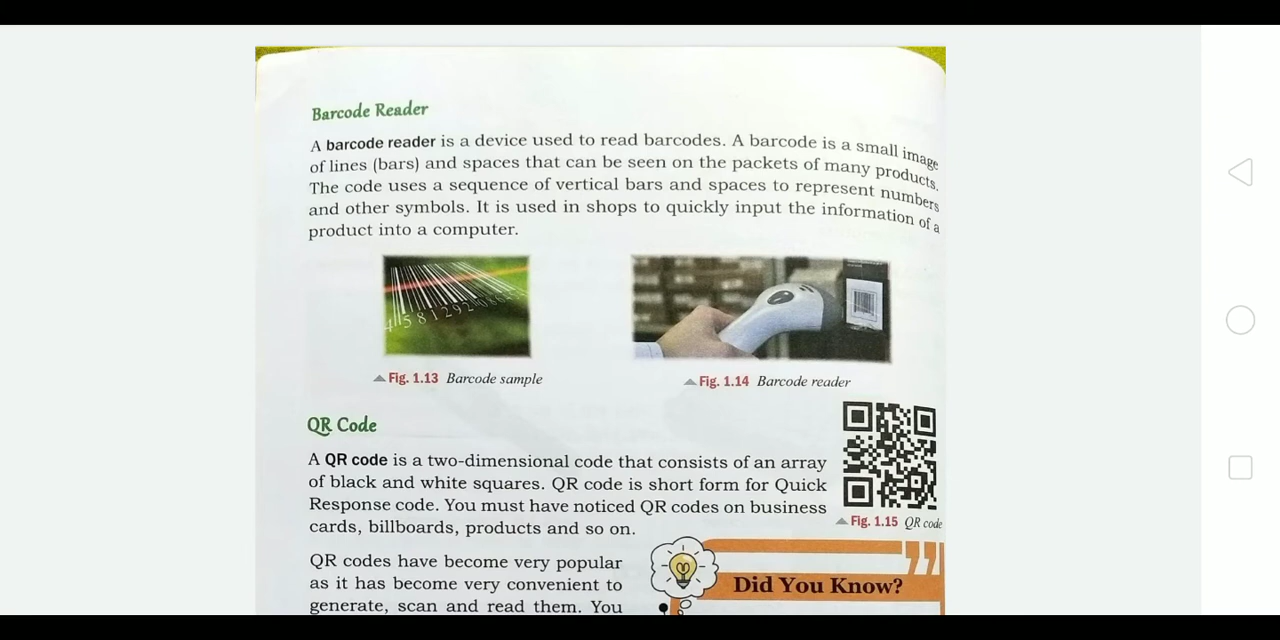 Barcode Reader
A barcode reader is a device used to read barcodes. A barcode is a small image
of lines (bars) and spaces that can be seen on the packets of many products.
The code uses a sequence of vertical bars and spaces to represent numbers
and other symbols. It is used in shops to quickly input the information of a
product into a computer.
Fig. 1.13 Barcode sample
Fig. 1.14 Barcode reader
QR Code
A QR code is a two-dimensional code that consists of an array
of black and white squares. QR code is short form for Quick
Response code. You must have noticed QR codes on business
cards, billboards, products and so on.
Fig. 1.15 QR code
QR codes have become very popular
as it has become very convenient to
generate, scan and read them. You
Did You Know?